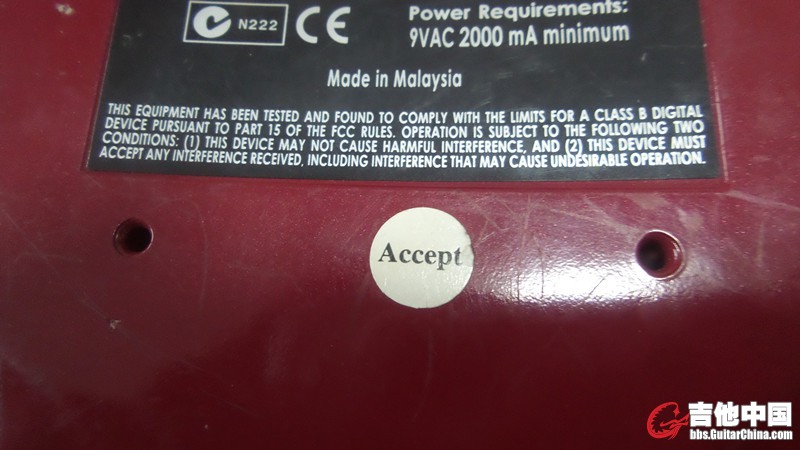 N222 CE Power Requirements:
9VAC 2000 mA minimum
Made in Malaysia
THIS EQUIPMENT HAS BEEN TESTED AND FOUND TO COMPLY WITH THE LIMITS FOR A CLASS B DIGITAL
DEVICE PURSUANT TO PART 15 OF THE FCC RULES. OPERATION IS SUBJECT TO THE FOLLOWING TWO
CONDITIONS: (1) THIS DEVICE MAY NOT CAUSE HARMFUL INTERFERENCE, AND (2) THIS DEVICE MUST
ACCEPT ANY INTERFERENCE RECEIVED, INCLUDING INTERFERENCE THAT MAY CAUSE UNDESIRABLE OPERATION.
Accept
吉他中国
bbs.GuitarChina.com